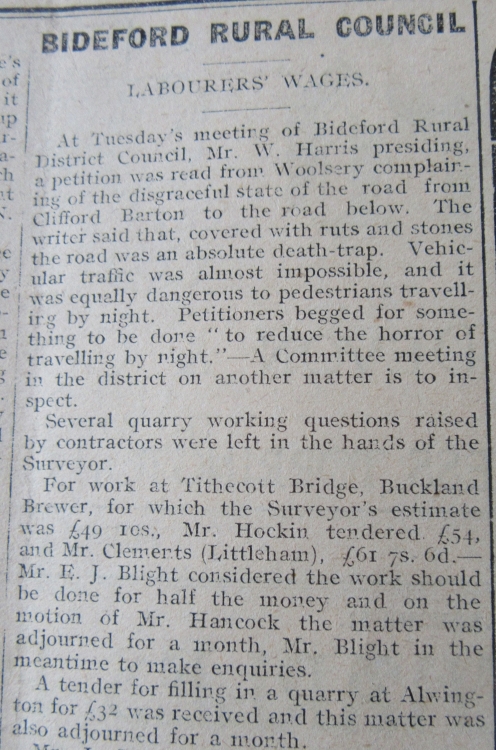 BIDEFORD RURAL COUNCIL
LABOURERS' WAGES.
At Tuesday's meeting of Bideford Rural
District Council, Mr. W. Harris presiding,
a petition was read from Woolsery complain-
ing of the disgraceful state of the road from
Clifford Barton to the road below. The
writer said that, covered with ruts and stones
the road was an absolute death-trap. Vehic-
ular traffic was almost impossible, and it
was equally dangerous to pedestrians travell-
irg by night. Petitioners begged for some-
thing to be done "to reduce the horror of
travelling by night."—A Committee meeting
in the district on another matter is to in-
spect.
Several quarry working questions raised
by contractors were left in the hands of the
Surveyor.
For work at Tithecott Bridge, Buckland
Brewer, for which the Surveyor's estimate
was £49 10s., Mr. Hockin tendered £54,
and Mr. Clements (Littleham), £61 7s. 6d.—
Mr. E. J. Blight considered the work should
be done for half the money and on the
motion of Mr. Hancock the matter was
adjourned for a month, Mr. Blight in the
meantime to make enquiries.
A tender for filling in a quarry at Alwing-
ton for £32 was received and this matter was
also adjourned for a month.